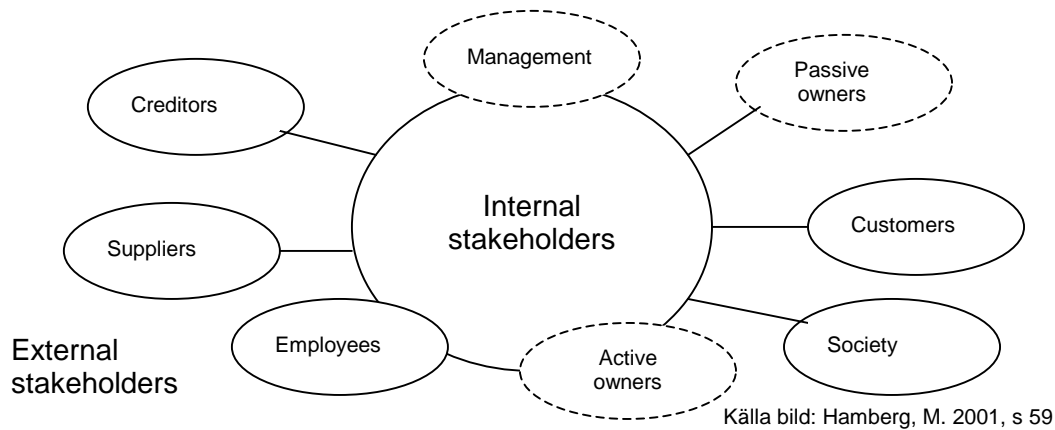 Management
Passive
owners
Creditors
Internal
stakeholders
Customers
Suppliers
External
stakeholders
Employees
Active
owners
Society
Källa bild: Hamberg, M. 2001, s 59